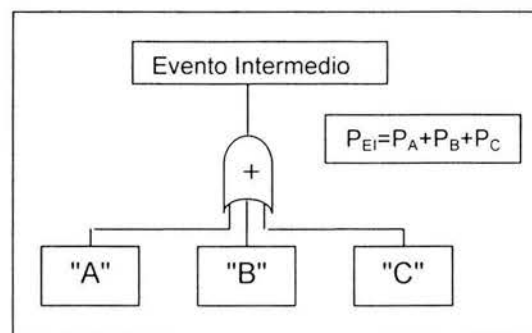 Evento Intermedio
P_EI=P_A+P_B+P_C
+
"A" "B" "C"